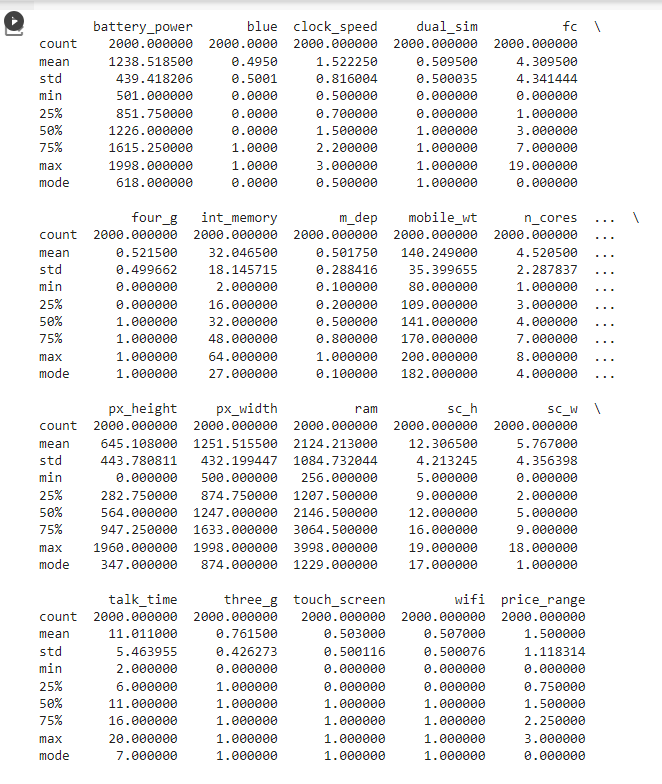 battery_power blue clock_speed dual_sim fc \
count 2000.000000 2000.0000 2000.000000 2000.000000 2000.000000
mean 1238.518500 0.4950 1.522250 0.509500 4.309500
std 439.418206 0.5001 0.816004 0.500035 4.341444
min 501.000000 0.0000 0.500000 0.000000 0.000000
25% 851.750000 0.0000 0.700000 0.000000 1.000000
50% 1226.000000 0.0000 1.500000 1.000000 3.000000
75% 1615.250000 1.0000 2.200000 1.000000 7.000000
max 1998.000000 1.0000 3.000000 1.000000 19.000000
mode 618.000000 0.0000 0.500000 1.000000 0.000000
four_g int_memory m_dep mobile_wt n_cores ... \
count 2000.000000 2000.000000 2000.000000 2000.000000 2000.000000 ...
mean 0.521500 32.046500 0.501750 140.249000 4.520500 ...
std 0.499662 18.145715 0.288416 35.399655 2.287837 ...
min 0.000000 2.000000 0.100000 80.000000 1.000000 ...
25% 0.000000 16.000000 0.200000 109.000000 3.000000 ...
50% 1.000000 32.000000 0.500000 141.000000 4.000000 ...
75% 1.000000 48.000000 0.800000 170.000000 7.000000 ...
max 1.000000 64.000000 1.000000 200.000000 8.000000 ...
mode 1.000000 27.000000 0.100000 182.000000 4.000000 ...
px_height px_width ram sc_h sc_w \
count 2000.000000 2000.000000 2000.000000 2000.000000 2000.000000
mean 645.108000 1251.515500 2124.213000 12.306500 5.767000
std 443.780811 432.199447 1084.732044 4.213245 4.356398
min 0.000000 500.000000 256.000000 5.000000 0.000000
25% 282.750000 874.750000 1207.500000 9.000000 2.000000
50% 564.000000 1247.000000 2146.500000 12.000000 5.000000
75% 947.250000 1633.000000 3064.500000 16.000000 9.000000
max 1960.000000 1998.000000 3998.000000 19.000000 18.000000
mode 347.000000 874.000000 1229.000000 17.000000 1.000000
talk_time three_g touch_screen wifi price_range
count 2000.000000 2000.000000 2000.000000 2000.000000 2000.000000
mean 11.011000 0.761500 0.503000 0.507000 1.500000
std 5.463955 0.426273 0.500116 0.500076 1.118314
min 2.000000 0.000000 0.000000 0.000000 0.000000
25% 6.000000 1.000000 0.000000 0.000000 0.750000
50% 11.000000 1.000000 1.000000 1.000000 1.500000
75% 16.000000 1.000000 1.000000 1.000000 2.250000
max 20.000000 1.000000 1.000000 1.000000 3.000000
mode 7.000000 1.000000 1.000000 1.000000 0.000000